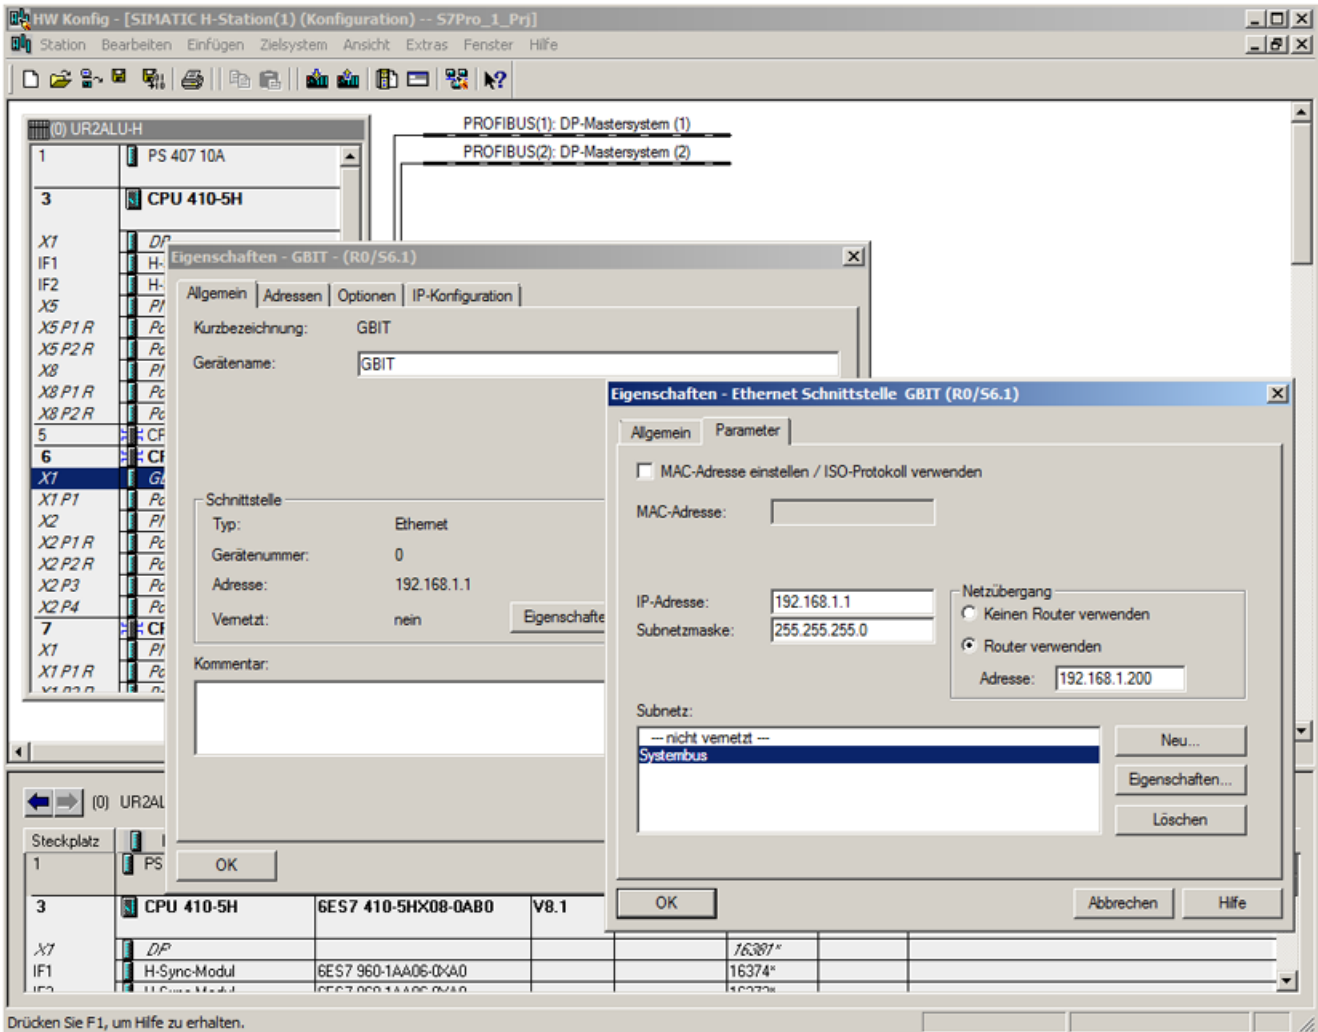 HW Konfig - [SIMATIC H-Station(1) (Konfiguration) -- S7Pro_1_Prj]
Station Bearbeiten Einfügen Zielsystem Ansicht Extras Fenster Hilfe
(0) UR2ALU-H
1 PS 407 10A
3 CPU 410-5H
X1 DP
IF1 H-
IF2 H-
X5
X5 P1 R
X5 P2 R
X8
X8 P1 R
X8 P2 R
5
6
X1
X1 P1
X2
X2 P1 R
X2 P2 R
X2 P3
X2 P4
7
X1
X1 P1 R
PROFIBUS(1): DP-Mastersystem (1)
PROFIBUS(2): DP-Mastersystem (2)
Eigenschaften - GBIT - (R0/S6.1)
Allgemein Adressen Optionen IP-Konfiguration
Kurzbezeichnung: GBIT
Gerätename: GBIT
Schnittstelle
Typ: Ethernet
Gerätenummer: 0
Adresse: 192.168.1.1
Vernetzt: nein Eigenschafte
Kommentar:
OK
Eigenschaften - Ethernet Schnittstelle GBIT (R0/S6.1)
Allgemein Parameter
MAC-Adresse einstellen / ISO-Protokoll verwenden
MAC-Adresse:
IP-Adresse: 192.168.1.1
Subnetzmaske: 255.255.255.0
Netzübergang
Keinen Router verwenden
Router verwenden
Adresse: 192.168.1.200
Subnetz:
--- nicht vernetzt ---
Systembus
Neu...
Eigenschaften...
Löschen
OK Abbrechen Hilfe
(0) UR2AL
Steckplatz
1 PS
3 CPU 410-5H 6ES7 410-5HX08-0AB0 V8.1
X1 DP 16381*
IF1 H-Sync-Modul 6ES7 960-1AA06-0XA0 16374*
Drücken Sie F1, um Hilfe zu erhalten.